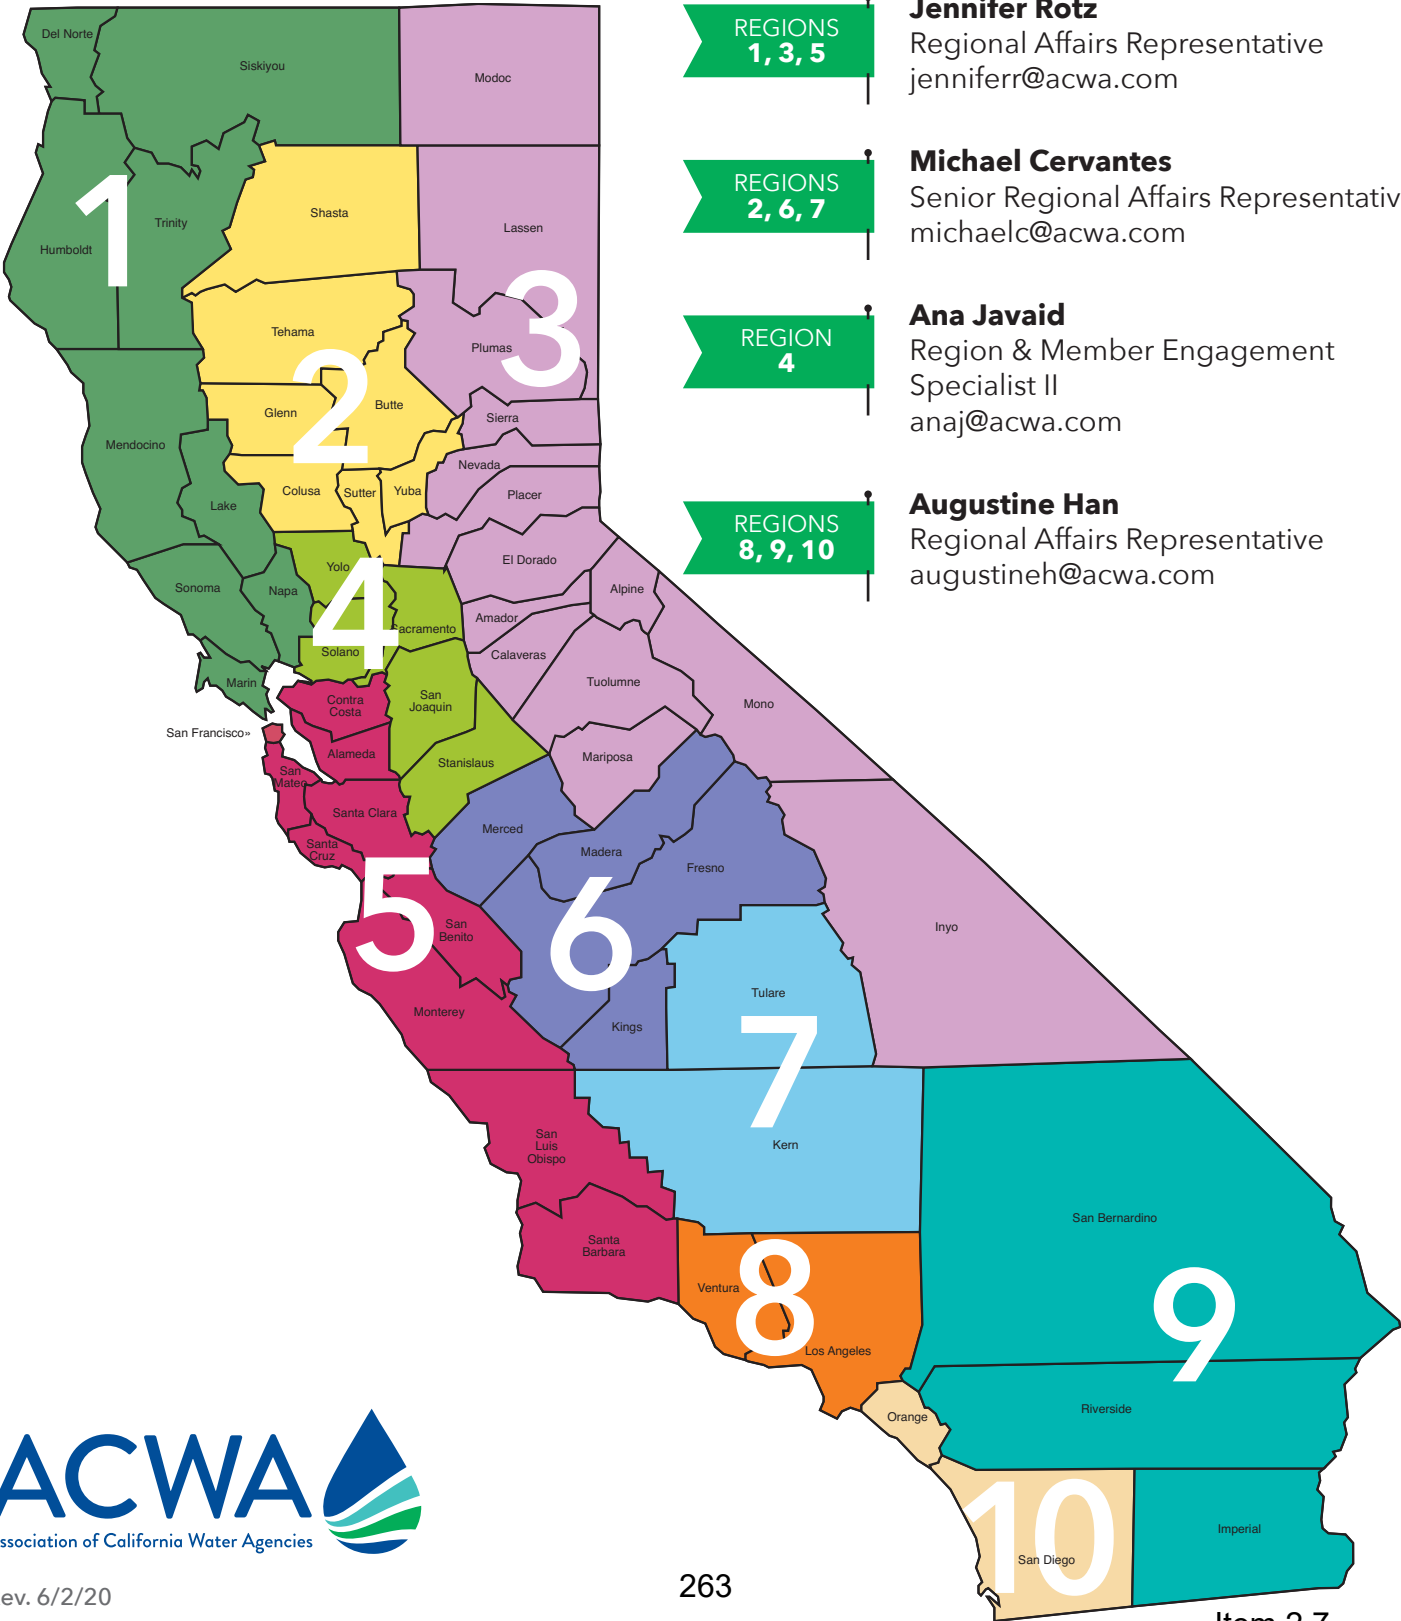 Jennifer Rotz
REGIONS
1, 3, 5
Regional Affairs Representative
jenniferr@acwa.com
Michael Cervantes
REGIONS
2, 6, 7
Senior Regional Affairs Representativ
michaelc@acwa.com
Ana Javaid
REGION
4
Region & Member Engagement
Specialist II
anaj@acwa.com
Augustine Han
REGIONS
8, 9, 10
Regional Affairs Representative
augustineh@acwa.com
Del Norte
Siskiyou
Modoc
1
Humboldt
Trinity
Shasta
Lassen
3
Tehama
Plumas
2
Glenn
Butte
Sierra
Mendocino
Nevada
Colusa
Sutter
Yuba
Placer
Lake
El Dorado
Yolo
4
Sonoma
Napa
Alpine
Amador
Sacramento
Solano
Calaveras
Marin
Tuolumne
Contra
Costa
San
Joaquin
Mono
San Francisco»
Alameda
Stanislaus
Mariposa
San
Mateo
Santa Clara
Merced
Santa
Cruz
Madera
Fresno
5
6
San
Benito
Inyo
Tulare
Monterey
Kings
7
Kern
San
Luis
Obispo
San Bernardino
Santa
Barbara
Ventura
8
Los Angeles
9
Orange
Riverside
10
San Diego
Imperial
ACWA
ssociation of California Water Agencies
ev. 6/2/20
263
Item 2.7